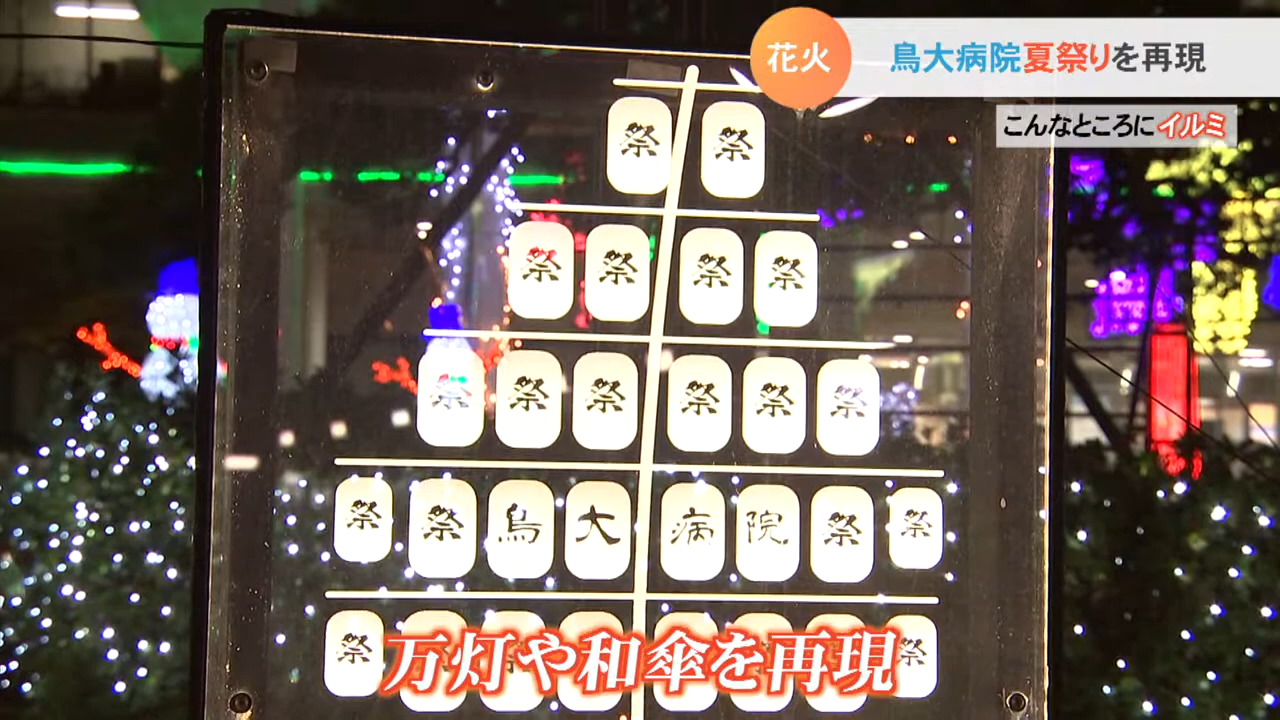 花火
鳥大病院夏祭りを再現
こんなところにイルミ
祭 祭
祭 祭 祭 祭
祭 祭 祭 祭 祭 祭
祭 祭 鳥 大 病 院 祭 祭
祭 祭
万灯や和傘を再現